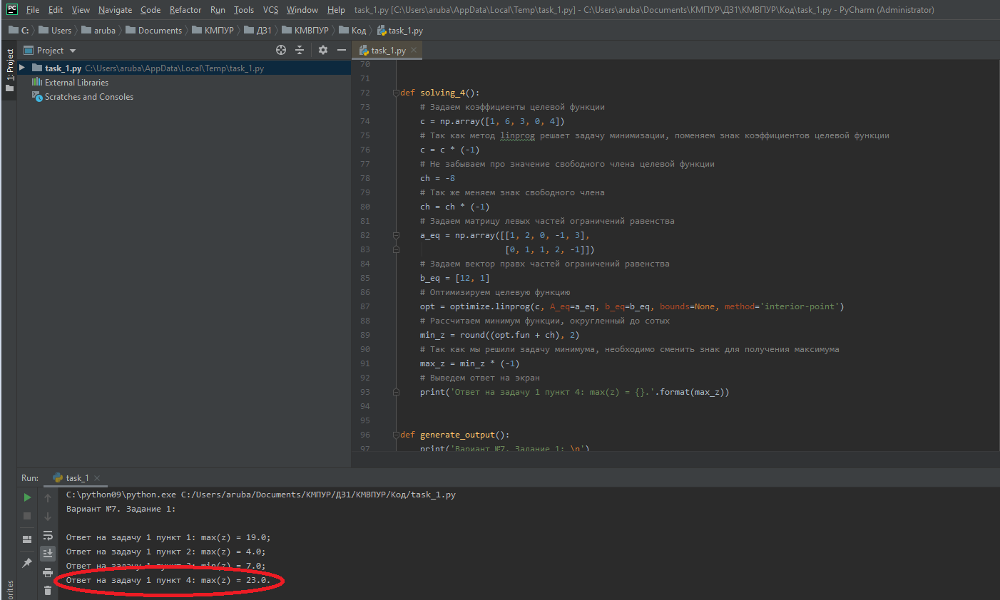 PC File Edit View Navigate Code Refactor Run Tools VCS Window Help task_1.py [C:\Users\aruba\AppData\Local\Temp\task_1.py] - C:\Users\aruba\Documents\КМПУР\ДЗ1\КМВПУР\Код\task_1.py - PyCharm (Administrator)
C: Users aruba Documents КМПУР ДЗ1 КМВПУР Код task_1.py
1: Project
Project
task_1.py
task_1.py C:\Users\aruba\AppData\Local\Temp\task_1.py
External Libraries
Scratches and Consoles
70
71
72 def solving_4():
73 # Задаем коэффициенты целевой функции
74 c = np.array([1, 6, 3, 0, 4])
75 # Так как метод linprog решает задачу минимизации, поменяем знак коэффициентов целевой функции
76 c = c * (-1)
77 # Не забываем про значение свободного члена целевой функции
78 ch = -8
79 # Так же меняем знак свободного члена
80 ch = ch * (-1)
81 # Задаем матрицу левых частей ограничений равенства
82 a_eq = np.array([[1, 2, 0, -1, 3],
83 [0, 1, 1, 2, -1]])
84 # Задаем вектор правх частей ограничений равенства
85 b_eq = [12, 1]
86 # Оптимизируем целевую функцию
87 opt = optimize.linprog(c, A_eq=a_eq, b_eq=b_eq, bounds=None, method='interior-point')
88 # Рассчитаем минимум функции, округленный до сотых
89 min_z = round((opt.fun + ch), 2)
90 # Так как мы решили задачу минимума, необходимо сменить знак для получения максимума
91 max_z = min_z * (-1)
92 # Выведем ответ на экран
93 print('Ответ на задачу 1 пункт 4: max(z) = {}.'.format(max_z))
94
95
96 def generate_output():
97 print('Вариант №7. Задание 1: \n')
Run: task_1
C:\python09\python.exe C:/Users/aruba/Documents/КМПУР/ДЗ1/КМВПУР/Код/task_1.py
Вариант №7. Задание 1:
Ответ на задачу 1 пункт 1: max(z) = 19.0;
Ответ на задачу 1 пункт 2: max(z) = 4.0;
Ответ на задачу 1 пункт 3: min(z) = 7.0;
Ответ на задачу 1 пункт 4: max(z) = 23.0.
orites